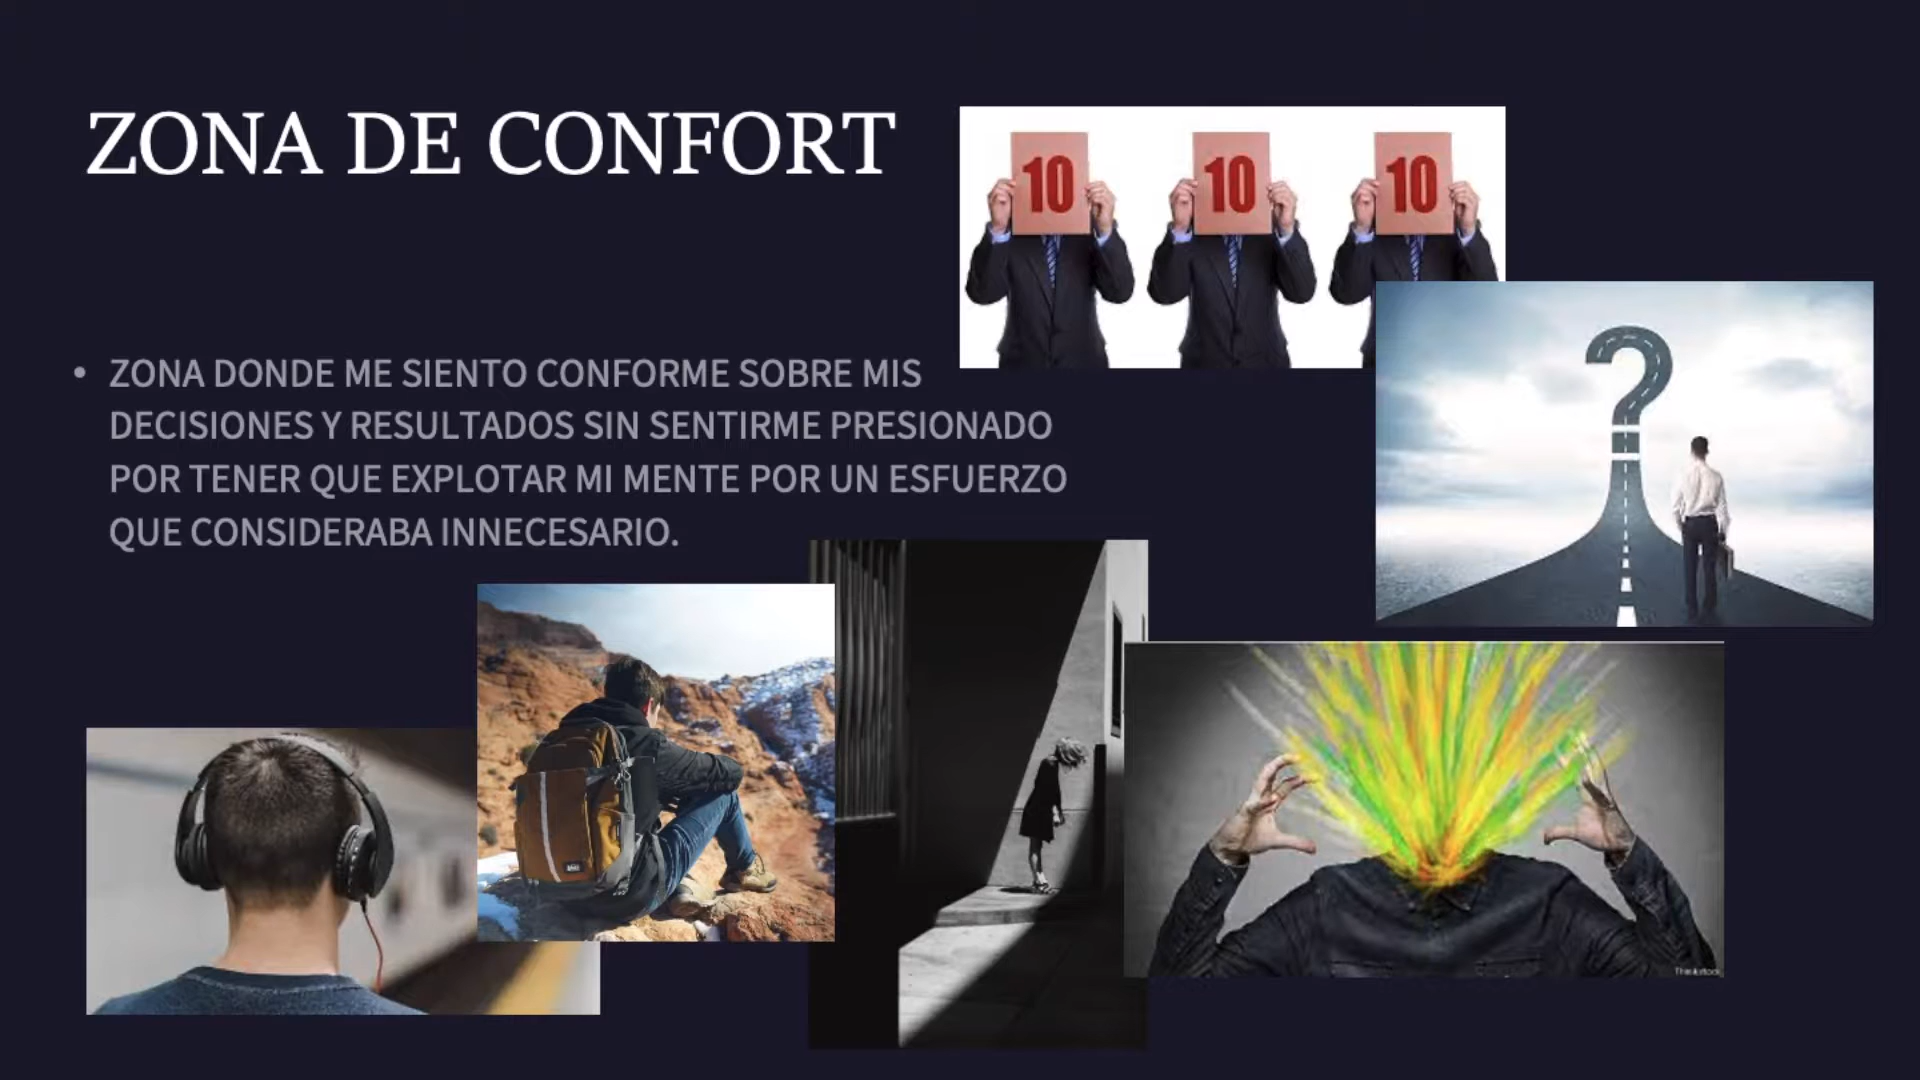 ZONA DE CONFORT
10 10 10
• ZONA DONDE ME SIENTO CONFORME SOBRE MIS
DECISIONES Y RESULTADOS SIN SENTIRME PRESIONADO
POR TENER QUE EXPLOTAR MI MENTE POR UN ESFUERZO
QUE CONSIDERABA INNECESARIO.
Thinkstock